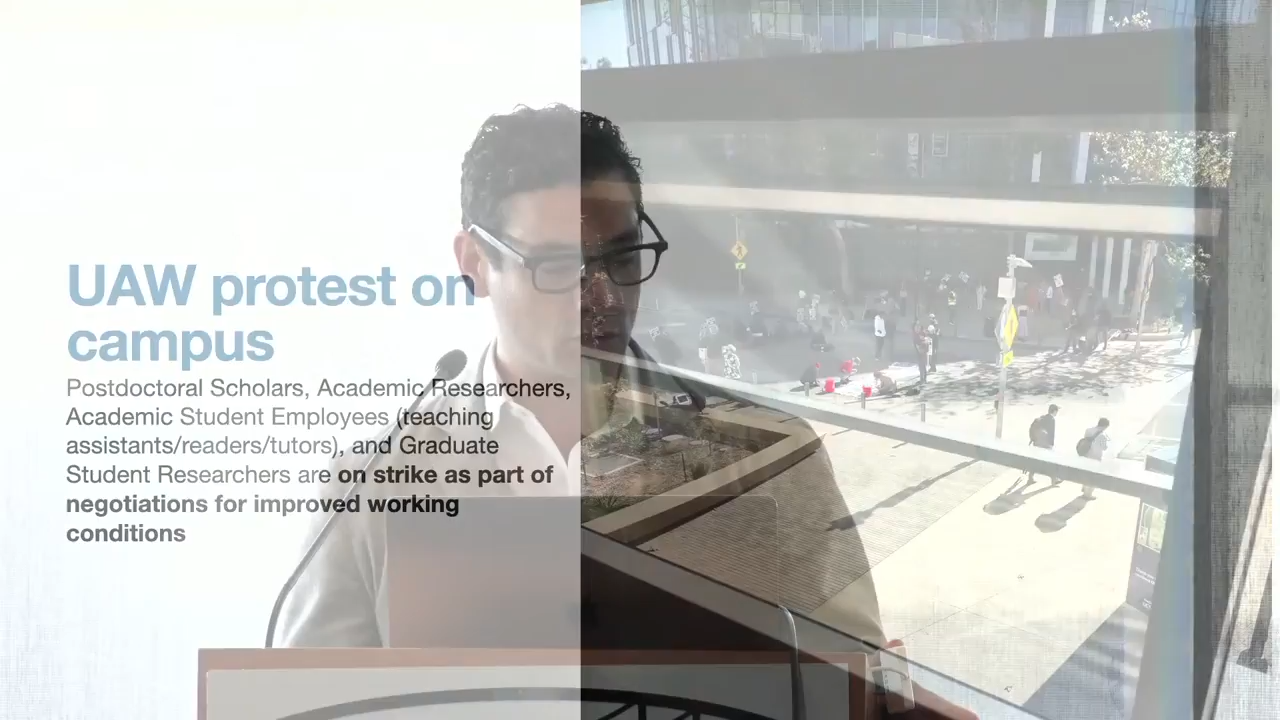 UAW protest on
campus
Postdoctoral Scholars, Academic Researchers,
Academic Student Employees (teaching
assistants/readers/tutors), and Graduate
Student Researchers are on strike as part of
negotiations for improved working
conditions